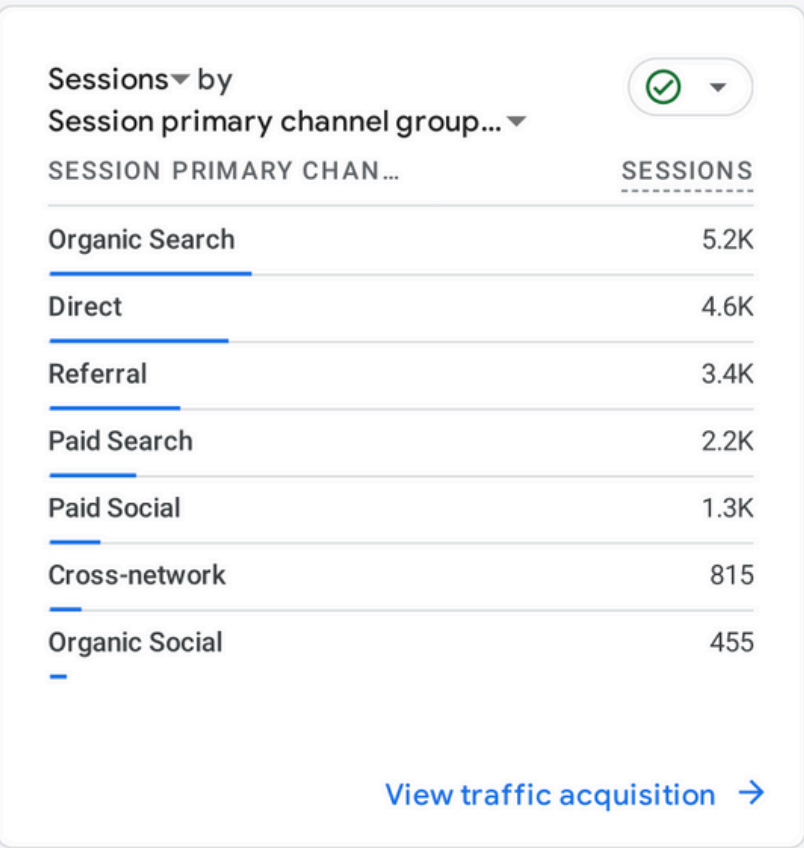 Sessions by
Session primary channel group...
SESSION PRIMARY CHAN...
SESSIONS
Organic Search 5.2K
Direct 4.6K
Referral 3.4K
Paid Search 2.2K
Paid Social 1.3K
Cross-network 815
Organic Social 455
View traffic acquisition →